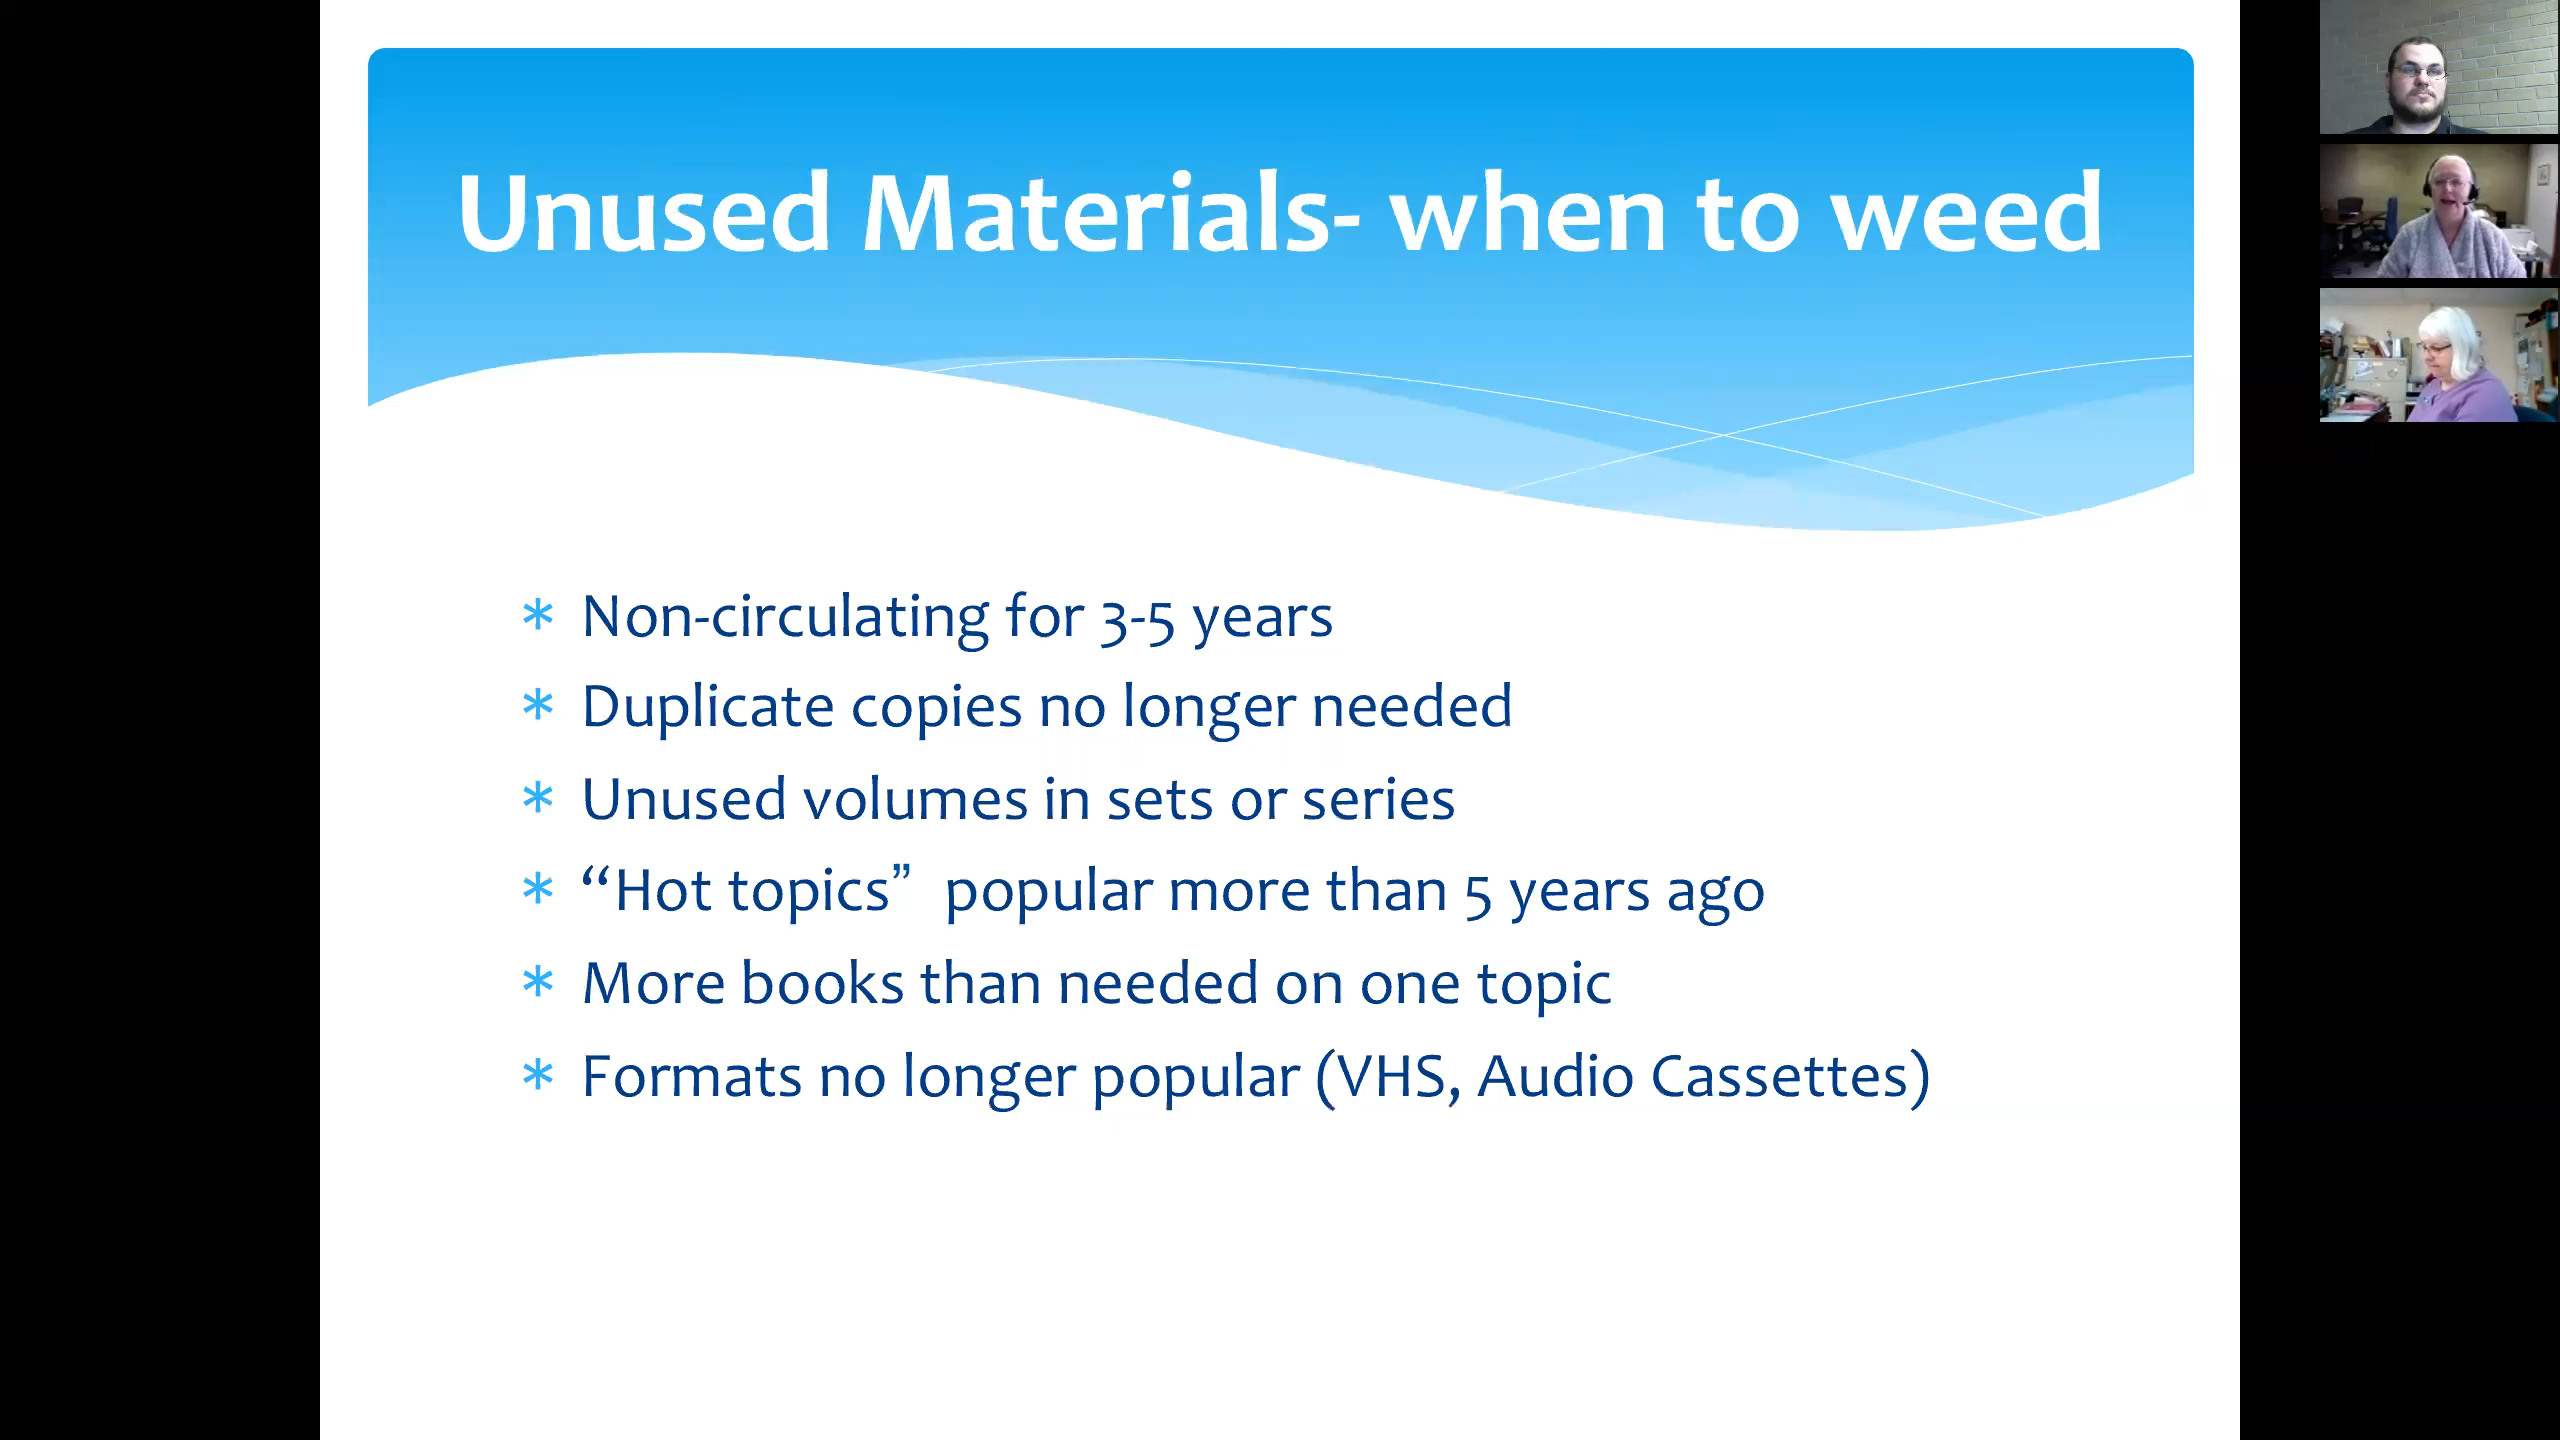 Unused Materials- when to weed
* Non-circulating for 3-5 years
* Duplicate copies no longer needed
* Unused volumes in sets or series
* “Hot topics”  popular more than 5 years ago
* More books than needed on one topic
* Formats no longer popular (VHS, Audio Cassettes)